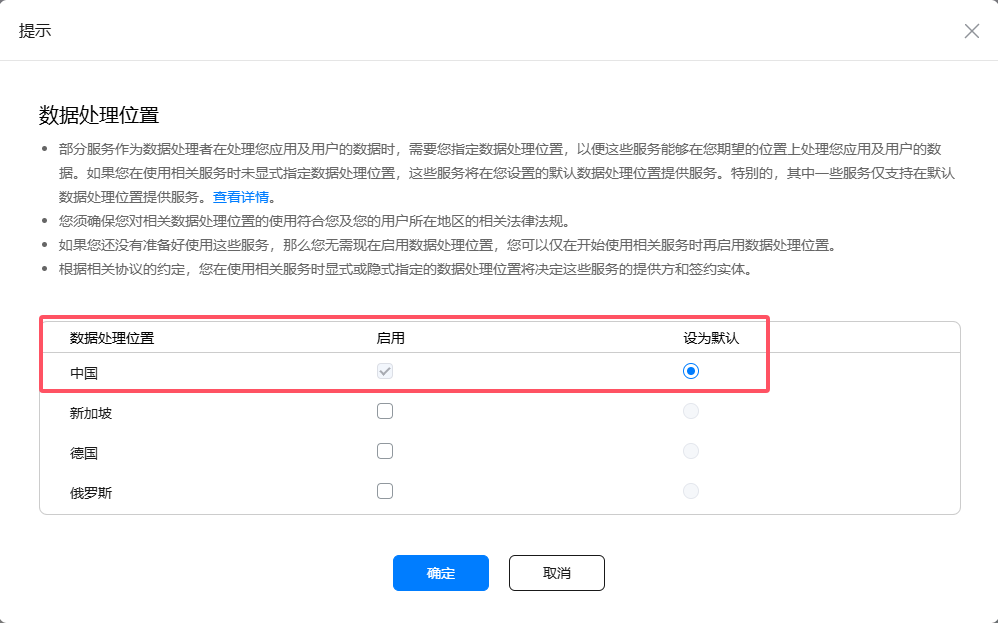 提示
数据处理位置
部分服务作为数据处理者在处理您应用及用户的数据时，需要您指定数据处理位置，以便这些服务能够在您期望的位置上处理您应用及用户的数
据。如果您在使用相关服务时未显式指定数据处理位置，这些服务将在您设置的默认数据处理位置提供服务。特别的，其中一些服务仅支持在默认
数据处理位置提供服务。查看详情。
您须确保您对相关数据处理位置的使用符合您及您的用户所在地区的相关法律法规。
如果您还没有准备好使用这些服务，那么您无需现在启用数据处理位置，您可以仅在开始使用相关服务时再启用数据处理位置。
根据相关协议的约定，您在使用相关服务时显式或隐式指定的数据处理位置将决定这些服务的提供方和签约实体。
数据处理位置 启用 设为默认
中国
新加坡
德国
俄罗斯
确定 取消